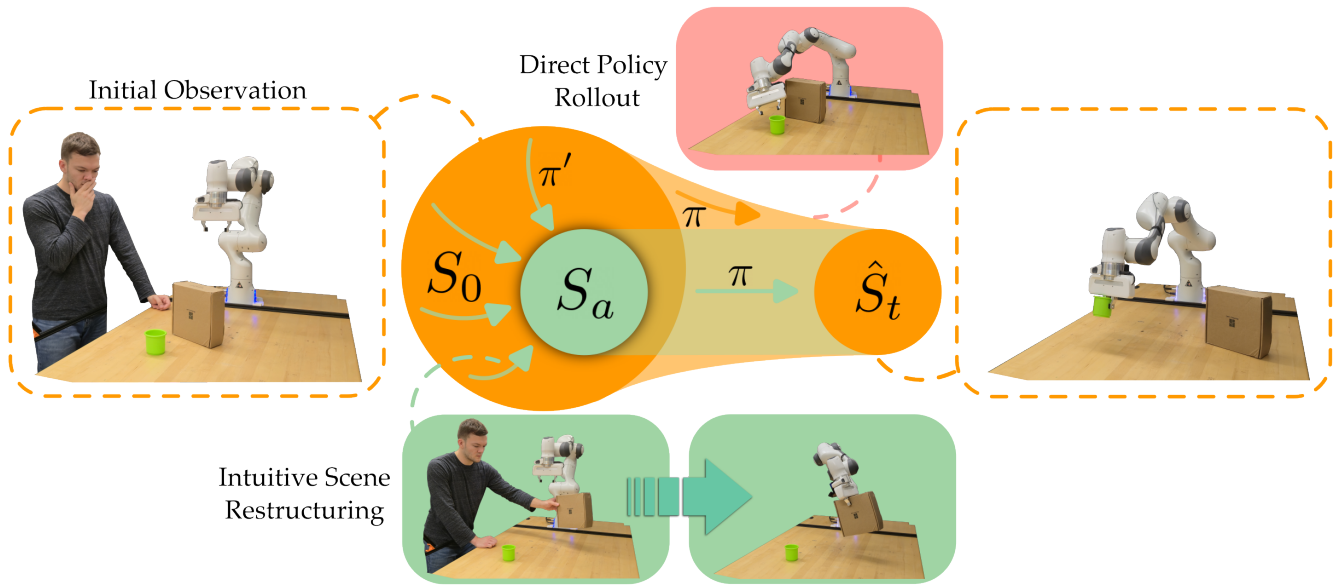 Initial Observation
Direct Policy
Rollout
π′
π
S₀
Sₐ
π
Ŝₜ
Intuitive Scene
Restructuring